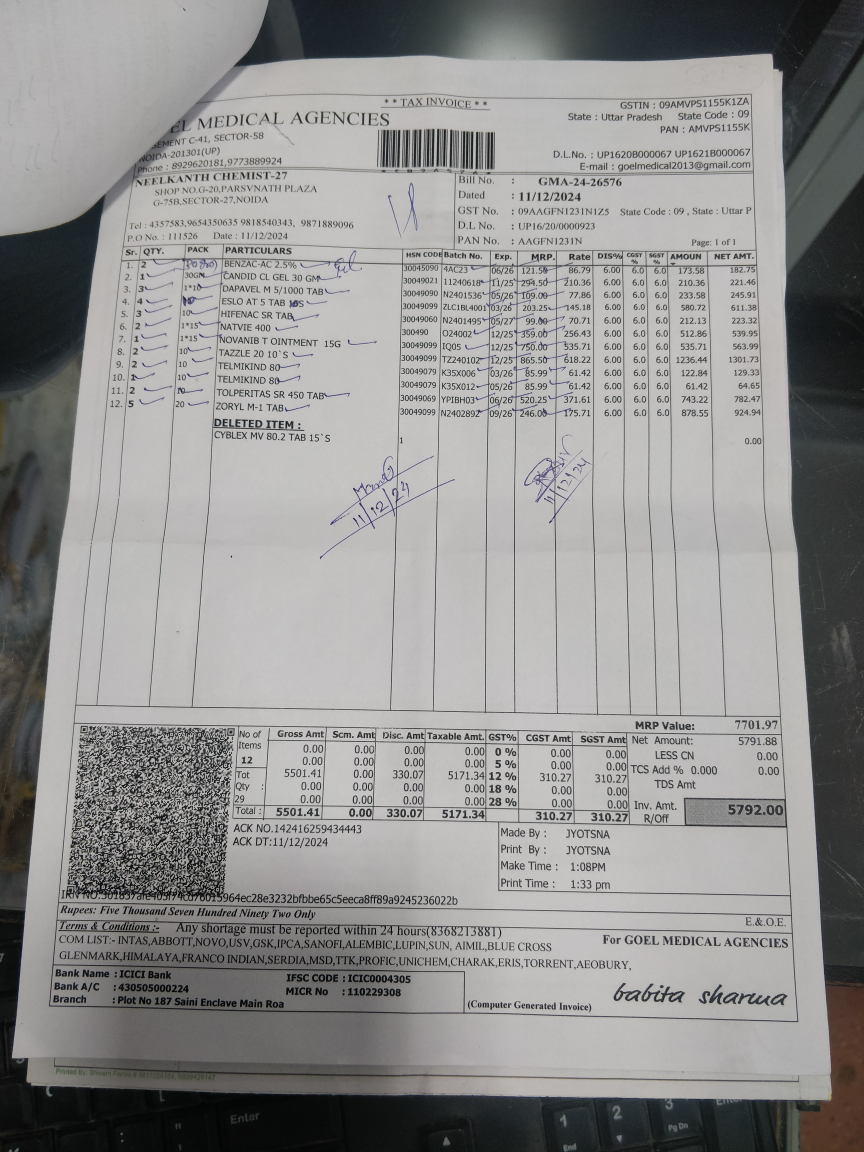 ** TAX INVOICE **
GSTIN : 09AMVPS1155K1ZA
State : Uttar Pradesh State Code : 09
PAN : AMVPS1155K
EL MEDICAL AGENCIES
SEMENT C-41, SECTOR-58
NOIDA-201301(UP)
Phone : 8929620181,9773889924
D.L.No. : UP1620B000067 UP1621B000067
E-mail : goelmedical2013@gmail.com
NEELKANTH CHEMIST-27
SHOP NO.G-20,PARSVNATH PLAZA
G-75B,SECTOR-27,NOIDA
Tel : 4357583,9654350635 9818540343, 9871889096
P.O No. : 111526 Date : 11/12/2024
Bill No. : GMA-24-26576
Dated : 11/12/2024
GST No. : 09AAGFN1231N1Z5 State Code : 09 , State : Uttar P
D.L No. : UP16/20/0000923
PAN No. : AAGFN1231N Page: 1 of 1
Sr. QTY. PACK PARTICULARS HSN CODE Batch No. Exp. MRP. Rate DIS% CGST % SGST % AMOUN NET AMT.
1. 2 BENZAC-AC 2.5% Gel 30045090 4AC23 06/26 121.50 86.79 6.00 6.0 6.0 173.58 182.75
2. 1 30GM CANDID CL GEL 30 GM 30049021 11240618 11/25 294.50 210.36 6.00 6.0 6.0 210.36 221.46
3. 3 1*10 DAPAVEL M 5/1000 TAB 30049090 N2401536 05/26 109.00 77.86 6.00 6.0 6.0 233.58 245.91
4. 4 10 ESLO AT 5 TAB 10S 30049099 ZLC1BL4001 03/26 203.25 145.18 6.00 6.0 6.0 580.72 611.38
5. 3 10 HIFENAC SR TAB 30049060 N2401495 05/27 99.00 70.71 6.00 6.0 6.0 212.13 223.32
6. 2 1*15 NATVIE 400 300490 O24002 12/25 359.00 256.43 6.00 6.0 6.0 512.86 539.95
7. 1 1*15 NOVANIB T OINTMENT 15G 30049099 IQ05 12/25 750.00 535.71 6.00 6.0 6.0 535.71 563.99
8. 2 10 TAZZLE 20 10`S 30049099 TZ240102 12/25 865.50 618.22 6.00 6.0 6.0 1236.44 1301.73
9. 2 10 TELMIKIND 80 30049079 K35X006 03/26 85.99 61.42 6.00 6.0 6.0 122.84 129.33
10. 1 10 TELMIKIND 80 30049079 K35X012 05/26 85.99 61.42 6.00 6.0 6.0 61.42 64.65
11. 2 10 TOLPERITAS SR 450 TAB 30049069 YPIBH03 06/26 520.25 371.61 6.00 6.0 6.0 743.22 782.47
12. 5 20 ZORYL M-1 TAB 30049099 N2402892 09/26 246.00 175.71 6.00 6.0 6.0 878.55 924.94
DELETED ITEM :
CYBLEX MV 80.2 TAB 15`S 1 0.00
11/12/24
11/12/24
MRP Value: 7701.97
No of Items Gross Amt Scm. Amt Disc. Amt Taxable Amt. GST% CGST Amt SGST Amt
0.00 0.00 0.00 0.00 0 % 0.00 0.00
12 0.00 0.00 0.00 0.00 5 % 0.00 0.00
Tot 5501.41 0.00 330.07 5171.34 12 % 310.27 310.27
Qty : 0.00 0.00 0.00 0.00 18 % 0.00 0.00
29 0.00 0.00 0.00 0.00 28 % 0.00 0.00
Total : 5501.41 0.00 330.07 5171.34 310.27 310.27
Net Amount: 5791.88
LESS CN 0.00
TCS Add % 0.000 0.00
TDS Amt
Inv. Amt. 5792.00
R/Off
ACK NO.142416259434443
ACK DT:11/12/2024
Made By : JYOTSNA
Print By : JYOTSNA
Make Time : 1:08PM
Print Time : 1:33 pm
Rupees: Five Thousand Seven Hundred Ninety Two Only
E.& O.E.
Terms & Conditions :- Any shortage must be reported within 24 hours(8368213881)
COM LIST:- INTAS,ABBOTT,NOVO,USV,GSK,IPCA,SANOFI,ALEMBIC,LUPIN,SUN, AIMIL,BLUE CROSS
GLENMARK,HIMALAYA,FRANCO INDIAN,SERDIA,MSD,TTK,PROFIC,UNICHEM,CHARAK,ERIS,TORRENT,AEOBURY,
For GOEL MEDICAL AGENCIES
Bank Name : ICICI Bank IFSC CODE : ICIC0004305
Bank A/C : 430505000224 MICR No : 110229308
Branch : Plot No 187 Saini Enclave Main Roa
(Computer Generated Invoice)
babita sharma
Enter
1
End
2
3
Pg Dn